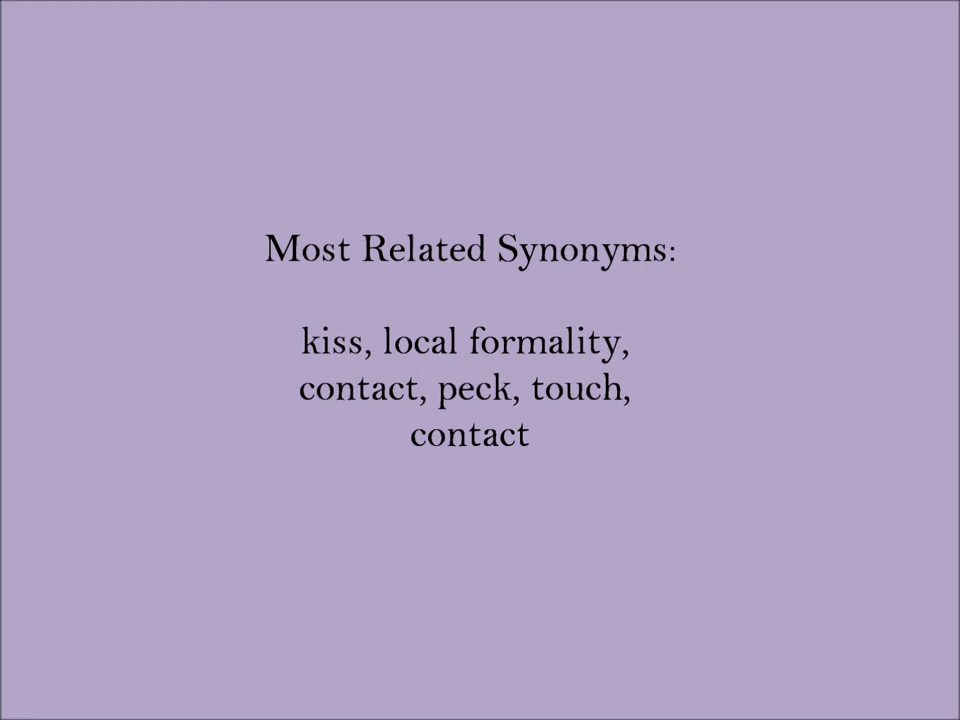 Most Related Synonyms:
kiss, local formality,
contact, peck, touch,
contact